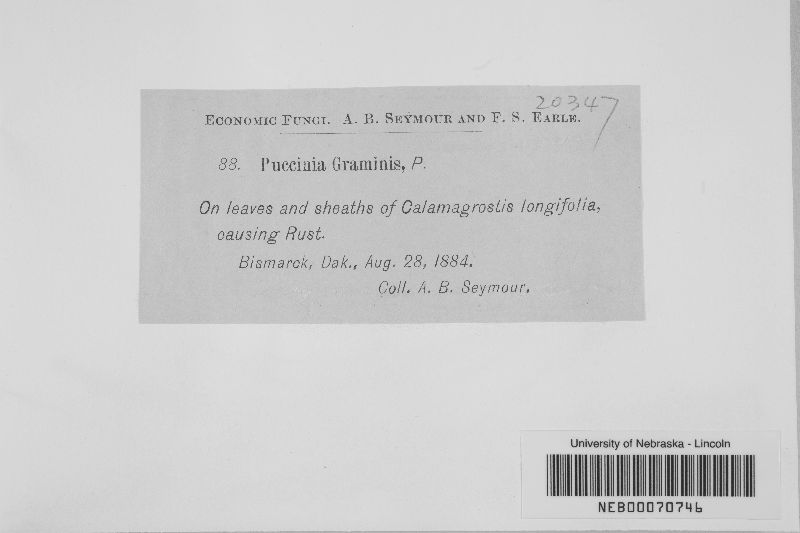 20347
Economic Fungi. A. B. Seymour and F. S. Earle.
88. Puccinia Graminis, P.
On leaves and sheaths of Calamagrostis longifolia,
causing Rust.
Bismarck, Dak., Aug. 28, 1884.
Coll. A. B. Seymour.
University of Nebraska - Lincoln
NEB00070746